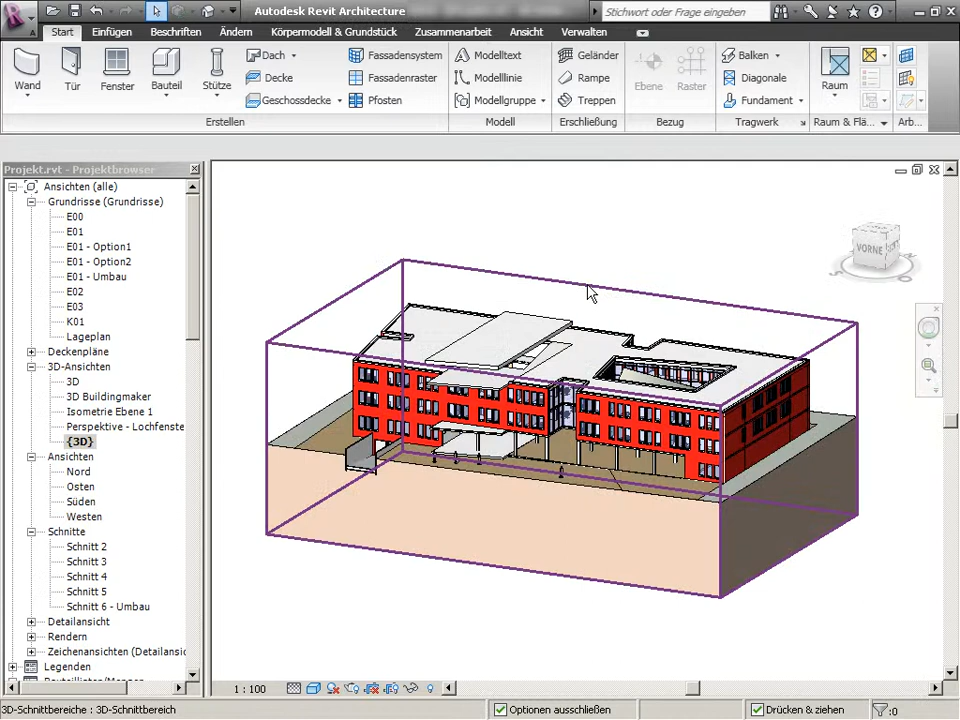 Autodesk Revit Architecture
Stichwort oder Frage eingeben
Start Einfügen Beschriften Ändern Körpermodell & Grundstück Zusammenarbeit Ansicht Verwalten
Wand
Tür
Fenster
Bauteil
Stütze
Dach
Decke
Geschossdecke
Fassadensystem
Fassadenraster
Pfosten
Modelltext
Modelllinie
Modellgruppe
Geländer
Rampe
Treppen
Ebene
Raster
Balken
Diagonale
Fundament
Raum
Erstellen Modell Erschließung Bezug Tragwerk Raum & Flä... Arb...
Projekt.rvt - Projektbrowser
Ansichten (alle)
Grundrisse (Grundrisse)
E00
E01
E01 - Option1
E01 - Option2
E01 - Umbau
E02
E03
K01
Lageplan
Deckenpläne
3D-Ansichten
3D
3D Buildingmaker
Isometrie Ebene 1
Perspektive - Lochfenste
{3D}
Ansichten
Nord
Osten
Süden
Westen
Schnitte
Schnitt 2
Schnitt 3
Schnitt 4
Schnitt 5
Schnitt 6 - Umbau
Detailansicht
Rendern
Zeichenansichten (Detailansic
Legenden
VORNE
1 : 100
3D-Schnittbereiche : 3D-Schnittbereich
Optionen ausschließen
Drücken & ziehen
:0